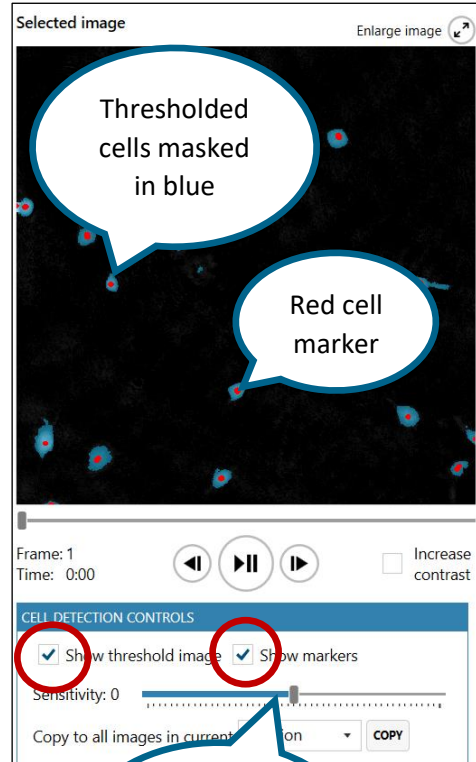 Selected image
Enlarge image
Thresholded
cells masked
in blue
Red cell
marker
Frame: 1
Time: 0:00
Increase
contrast
CELL DETECTION CONTROLS
Show threshold image Show markers
Sensitivity: 0
Copy to all images in current COPY